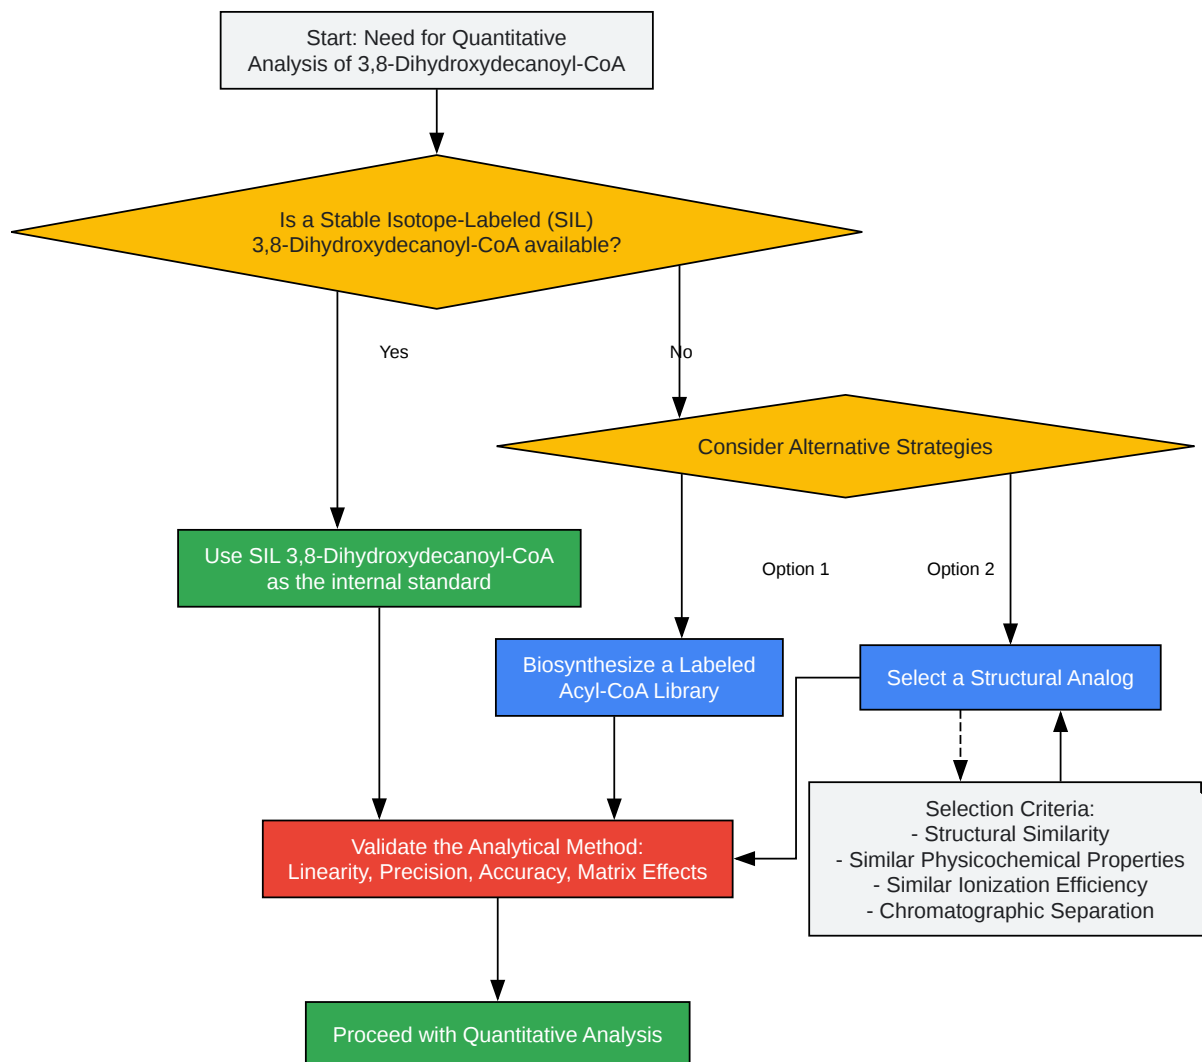 Start: Need for Quantitative
Analysis of 3,8-Dihydroxydecanoyl-CoA
Is a Stable Isotope-Labeled (SIL)
3,8-Dihydroxydecanoyl-CoA available?
Yes
No
Consider Alternative Strategies
Use SIL 3,8-Dihydroxydecanoyl-CoA
as the internal standard
Option 1
Option 2
Biosynthesize a Labeled
Acyl-CoA Library
Select a Structural Analog
Selection Criteria:
- Structural Similarity
- Similar Physicochemical Properties
- Similar Ionization Efficiency
- Chromatographic Separation
Validate the Analytical Method:
Linearity, Precision, Accuracy, Matrix Effects
Proceed with Quantitative Analysis